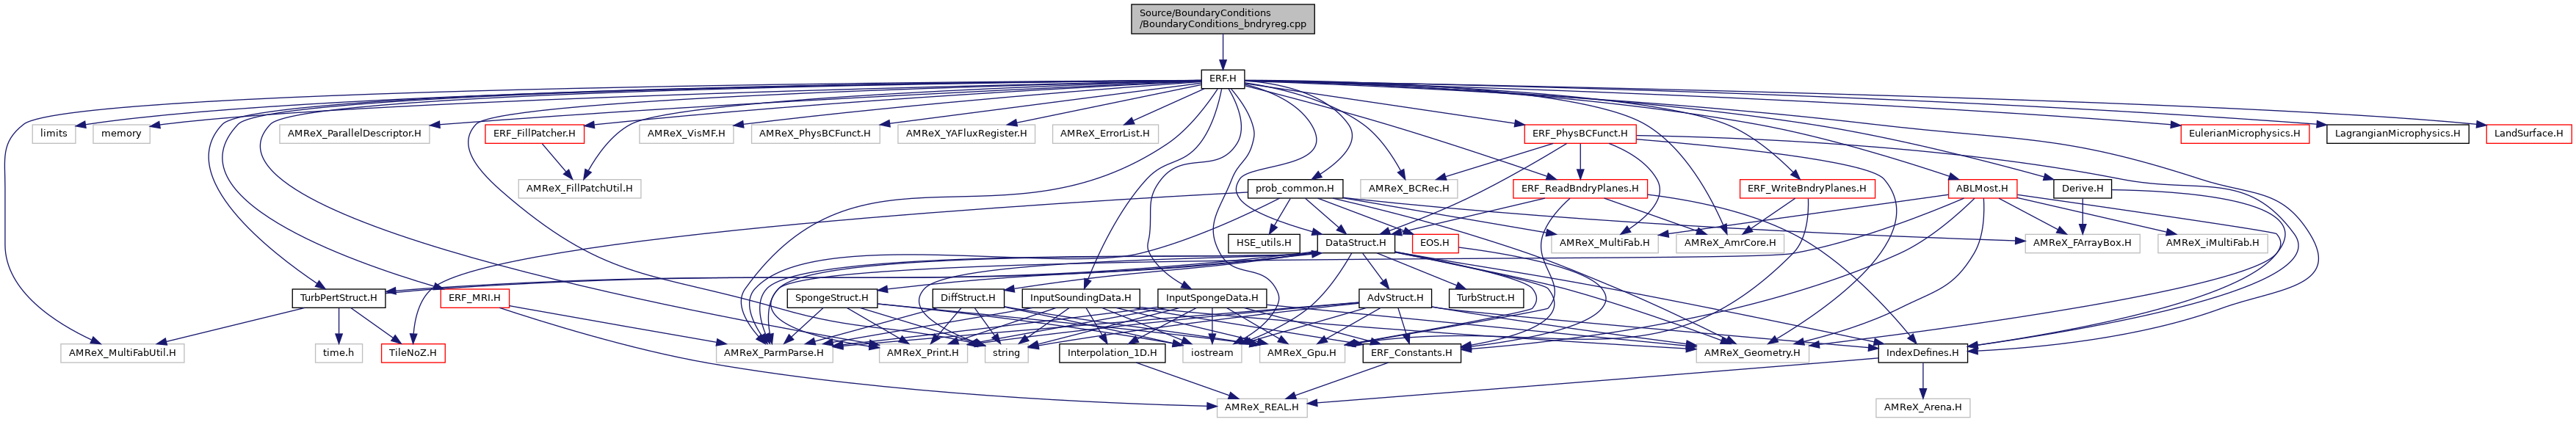 Source/BoundaryConditions
/BoundaryConditions_bndryreg.cpp
ERF.H
limits
memory
AMReX_ParallelDescriptor.H
ERF_FillPatcher.H
AMReX_VisMF.H
AMReX_PhysBCFunct.H
AMReX_YAFluxRegister.H
AMReX_ErrorList.H
ERF_PhysBCFunct.H
EulerianMicrophysics.H
LagrangianMicrophysics.H
LandSurface.H
AMReX_FillPatchUtil.H
prob_common.H
AMReX_BCRec.H
ERF_ReadBndryPlanes.H
ERF_WriteBndryPlanes.H
ABLMost.H
Derive.H
HSE_utils.H
DataStruct.H
EOS.H
AMReX_MultiFab.H
AMReX_AmrCore.H
AMReX_FArrayBox.H
AMReX_iMultiFab.H
TurbPertStruct.H
ERF_MRI.H
SpongeStruct.H
DiffStruct.H
InputSoundingData.H
InputSpongeData.H
AdvStruct.H
TurbStruct.H
AMReX_MultiFabUtil.H
time.h
TileNoZ.H
AMReX_ParmParse.H
AMReX_Print.H
string
Interpolation_1D.H
iostream
AMReX_Gpu.H
ERF_Constants.H
AMReX_Geometry.H
IndexDefines.H
AMReX_REAL.H
AMReX_Arena.H